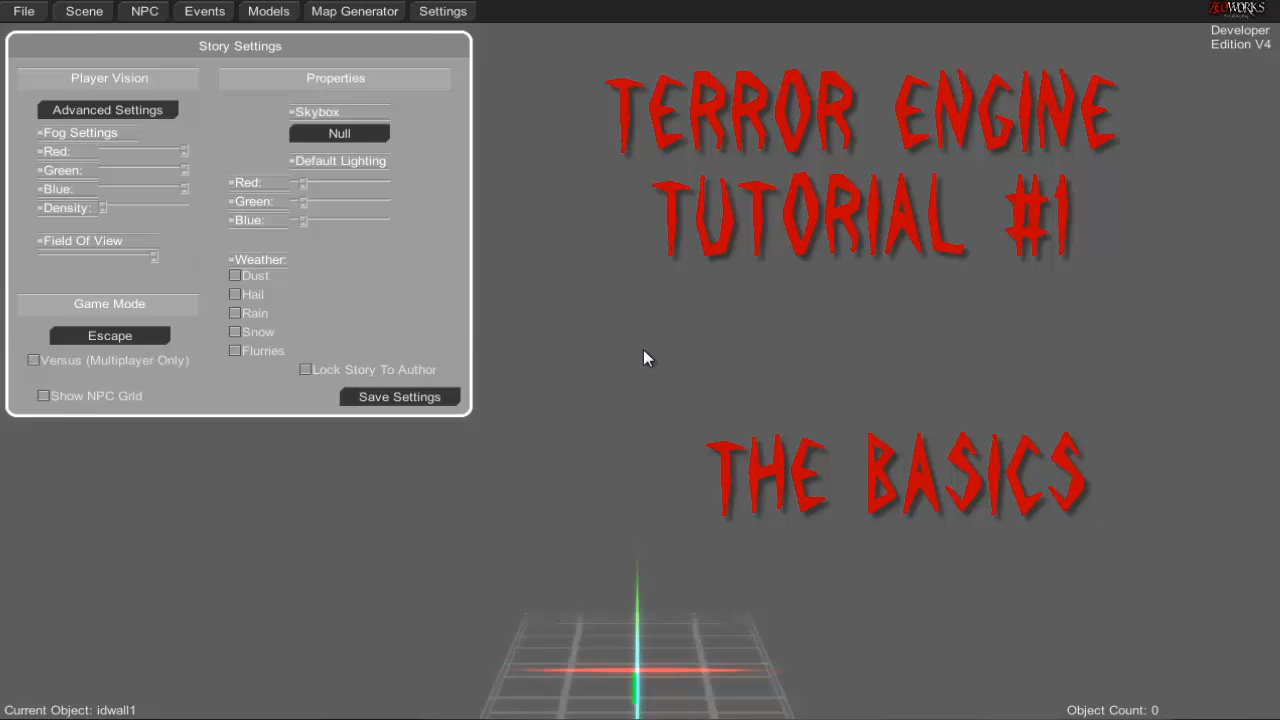 File Scene NPC Events Models Map Generator Settings
ZEOWORKS
Developer
Edition V4
Story Settings
Player Vision
Advanced Settings
Fog Settings
Red:
Green:
Blue:
Density:
Field Of View
Game Mode
Escape
Versus (Multiplayer Only)
Show NPC Grid
Properties
Skybox
Null
Default Lighting
Red:
Green:
Blue:
Weather:
Dust
Hail
Rain
Snow
Flumes
Lock Story To Author
Save Settings
TERROR ENGINE
TUTORIAL #1
THE BASICS
Current Object: idwall1
Object Count: 0